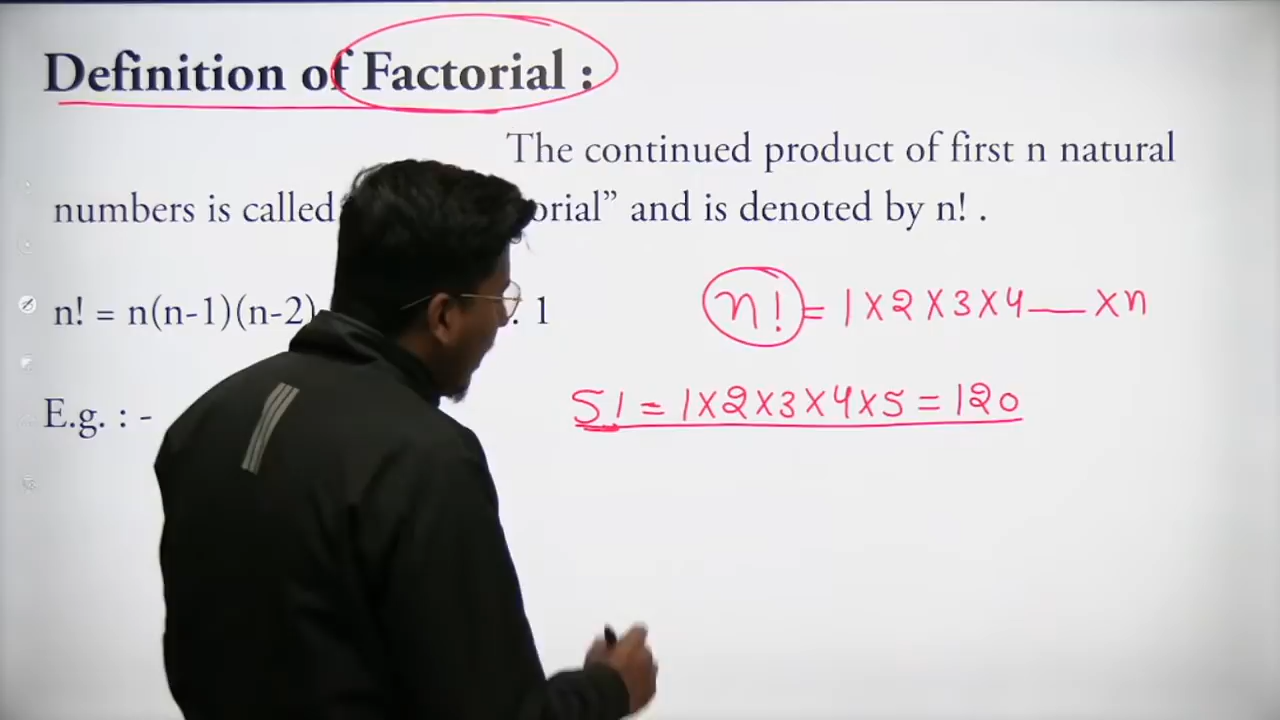 Definition of Factorial :
The continued product of first n natural
numbers is called orial” and is denoted by n! .
n! = n(n-1)(n-2) . 1
n! = 1 X 2 X 3 X 4 — X n
E.g. : -
5! = 1 X 2 X 3 X 4 X 5 = 120